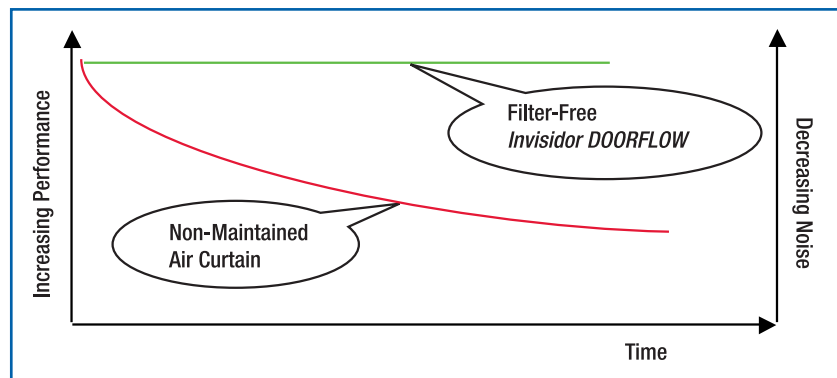 Increasing Performance
Filter-Free
Invisidor DOORFLOW
Non-Maintained
Air Curtain
Decreasing Noise
Time